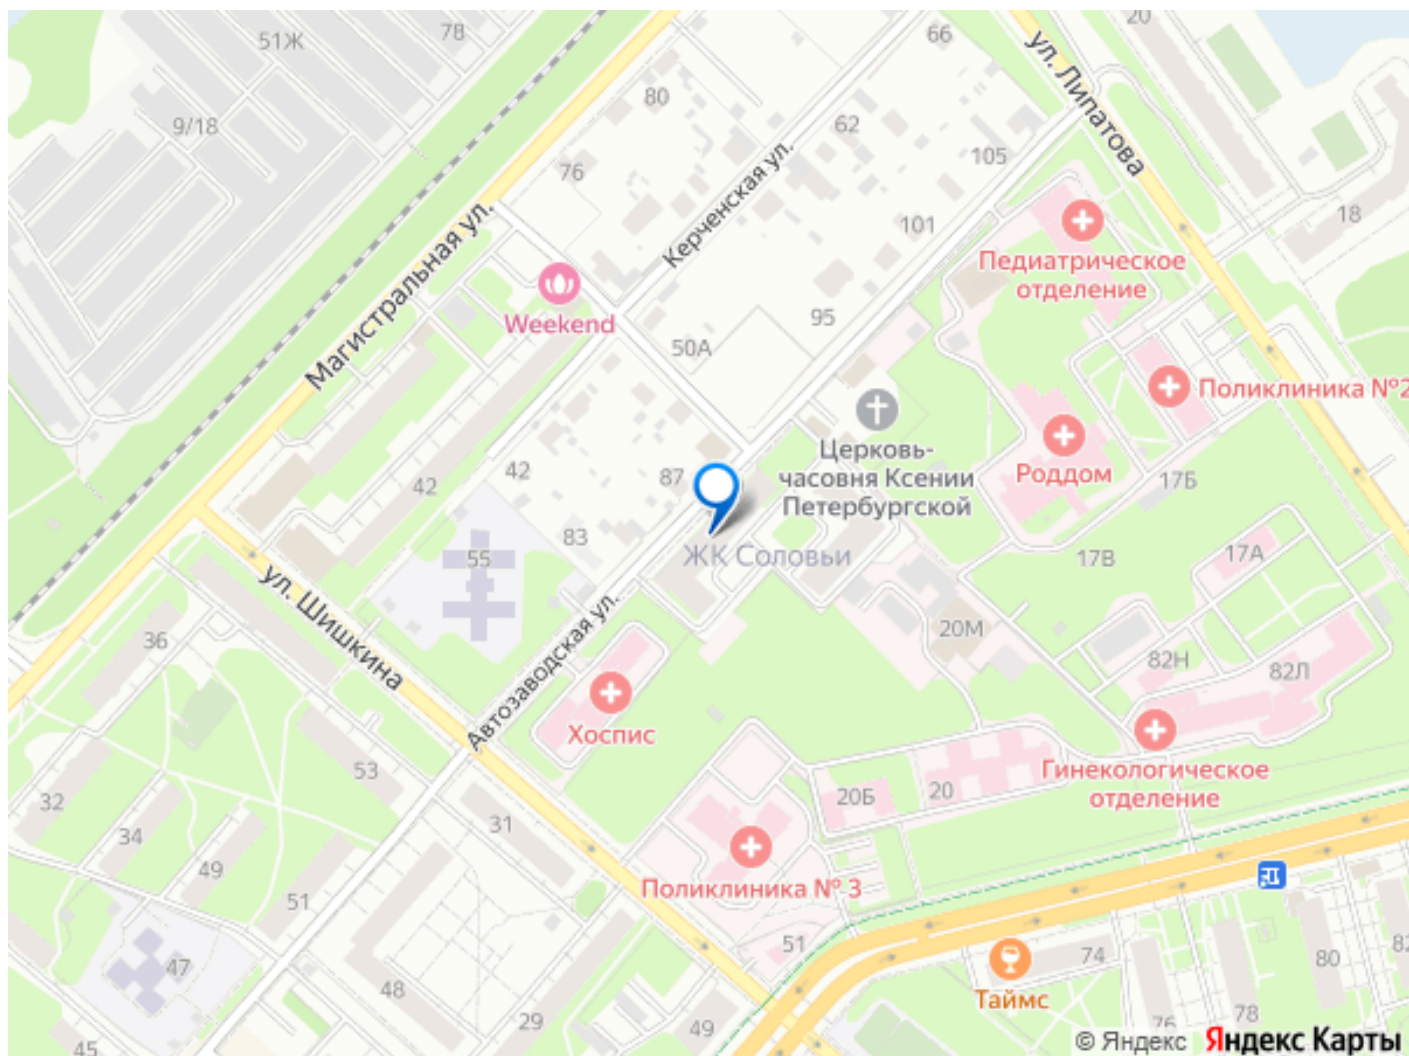 51Ж
78
20
66
ул. Липатова
9/18
80
62
76
105
Керченская ул.
18
101
Магистральная ул.
Педиатрическое
отделение
Weekend
95
50А
Поликлиника №2
Церковь-
часовня Ксении
Петербургской
Роддом
17Б
87
42
42
83
ЖК Соловьи
55
17В
17А
ул. Шишкина
Автозаводская ул.
36
20М
82Н
82Л
Хоспис
53
Гинекологическое
отделение
32
34
31
20Б
20
49
Поликлиника № 3
51
51
74
80
82
47
Таймс
48
29
49
76
78
45
© Яндекс Яндекс Карты